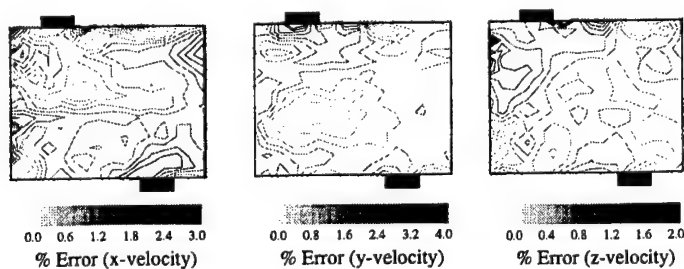 0.0 0.6 1.2 1.8 2.4 3.0
% Error (x-velocity)
0.0 0.8 1.6 2.4 3.2 4.0
% Error (y-velocity)
0.0 0.4 0.8 1.2 1.6 2.0
% Error (z-velocity)